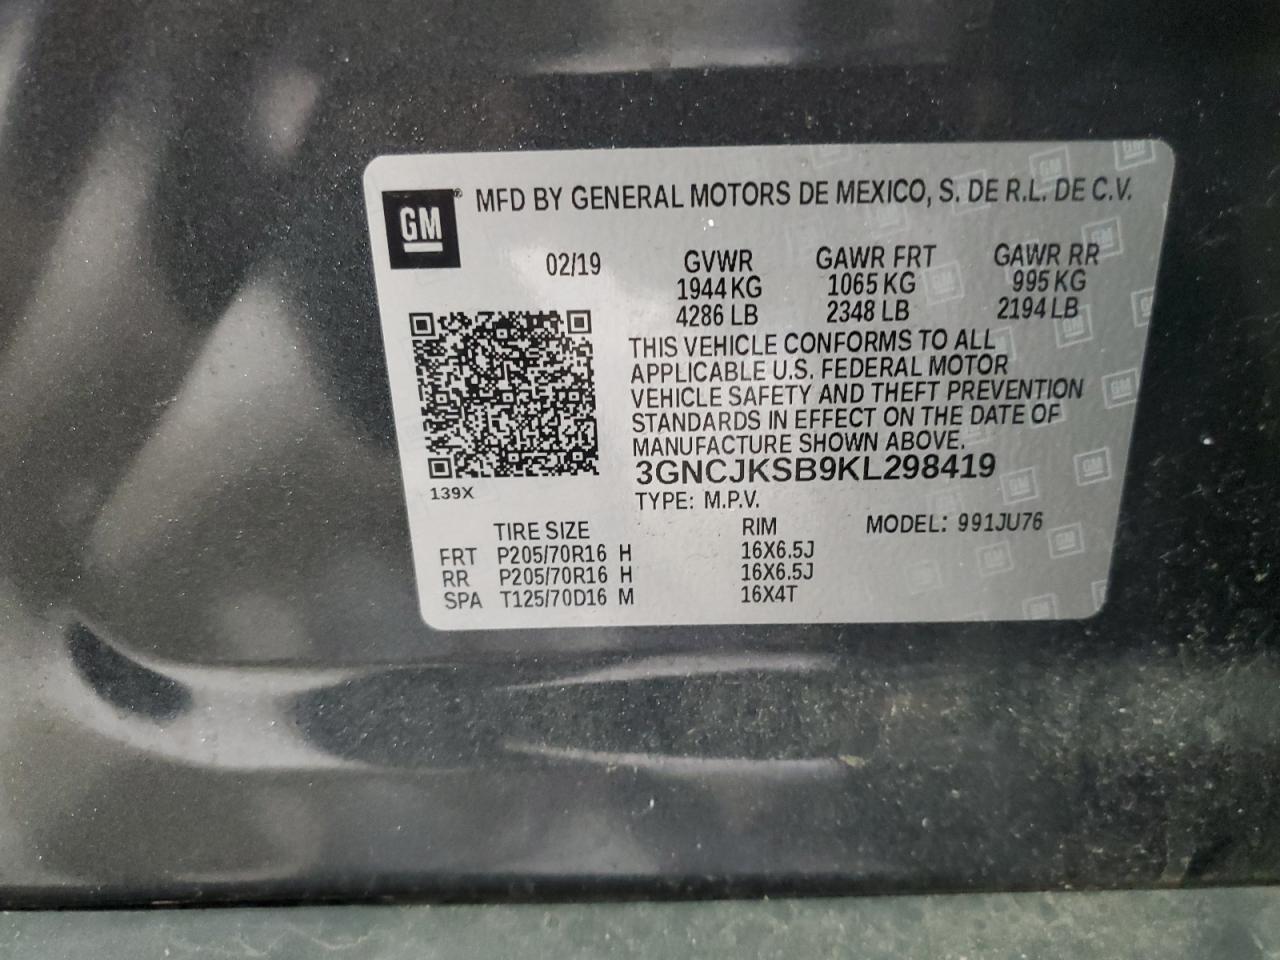 GM® MFD BY GENERAL MOTORS DE MEXICO, S. DE R.L. DE C.V.
02/19 GVWR GAWR FRT GAWR RR
1944 KG 1065 KG 995 KG
4286 LB 2348 LB 2194 LB
THIS VEHICLE CONFORMS TO ALL
APPLICABLE U.S. FEDERAL MOTOR
VEHICLE SAFETY AND THEFT PREVENTION
STANDARDS IN EFFECT ON THE DATE OF
MANUFACTURE SHOWN ABOVE.
3GNCJKSB9KL298419
139X
TYPE: M.P.V.
TIRE SIZE RIM MODEL: 991JU76
FRT P205/70R16 H 16X6.5J
RR P205/70R16 H 16X6.5J
SPA T125/70D16 M 16X4T